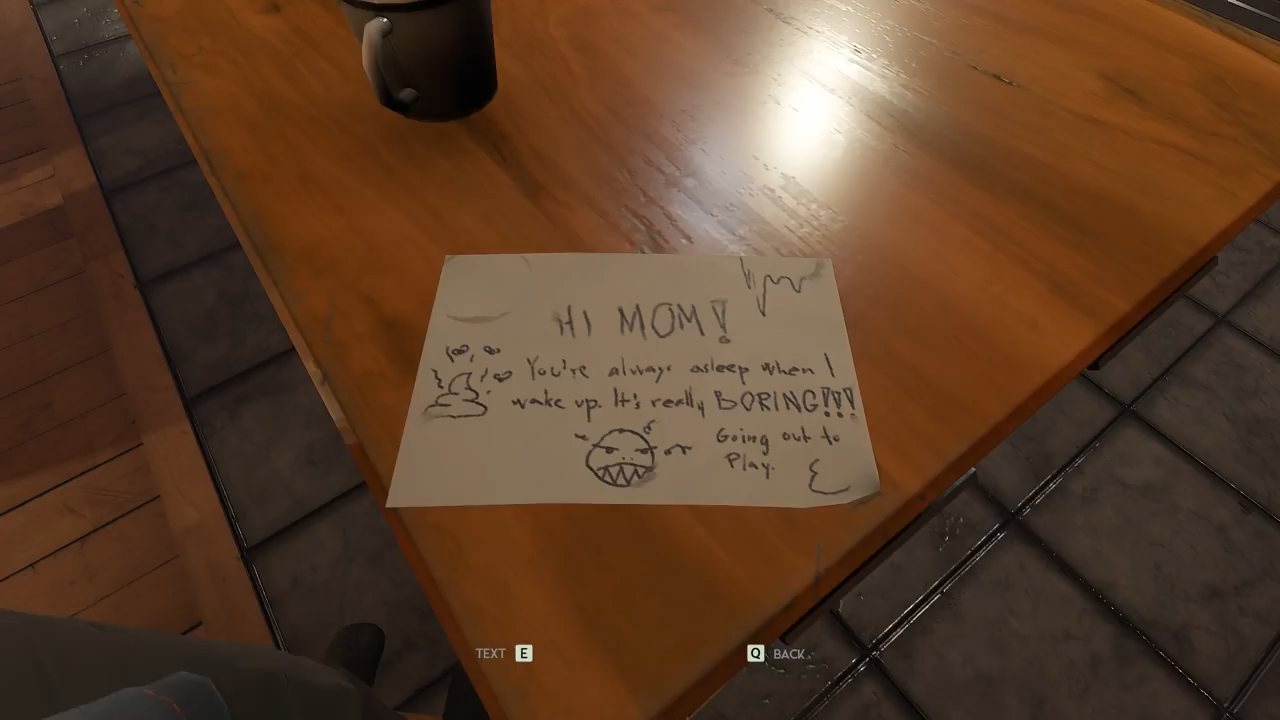 HI MOM!
You're always asleep when I
wake up. It's really BORING!!!
Going out to
Play.
TEXT E
Q BACK